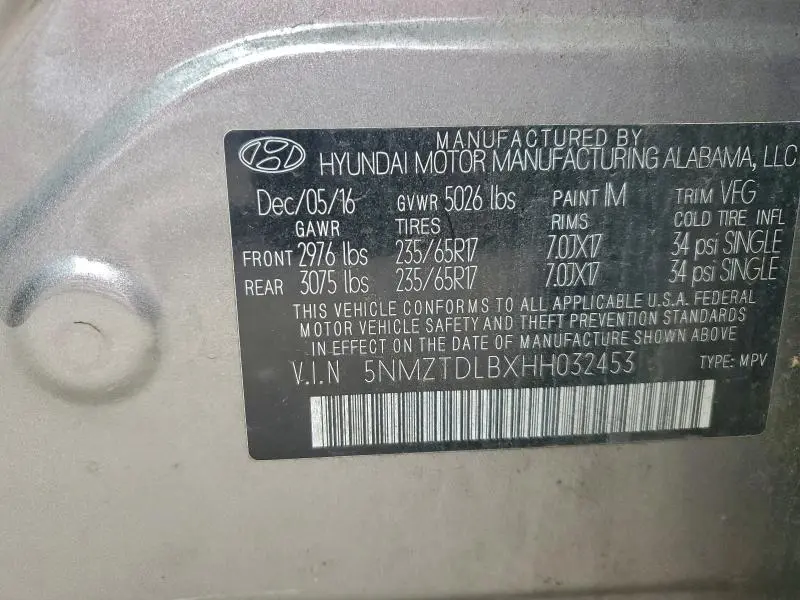 MANUFACTURED BY
HYUNDAI MOTOR MANUFACTURING ALABAMA, LLC
Dec/05/16 GVWR 5026 lbs PAINT IM TRIM VFG
GAWR TIRES RIMS COLD TIRE INFL
FRONT 2976 lbs 235/65R17 7.0JX17 34 psi SINGLE
REAR 3075 lbs 235/65R17 7.0JX17 34 psi SINGLE
THIS VEHICLE CONFORMS TO ALL APPLICABLE U.S.A. FEDERAL
MOTOR VEHICLE SAFETY AND THEFT PREVENTION STANDARDS
IN EFFECT ON THE DATE OF MANUFACTURE SHOWN ABOVE
V.I.N 5NMZTDLBXHH032453 TYPE: MPV